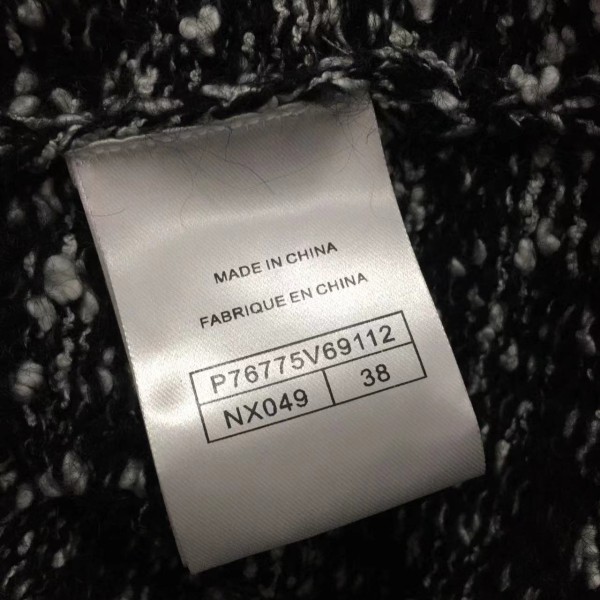 MADE IN CHINA
FABRIQUE EN CHINA
P76775V69112
NX049 38